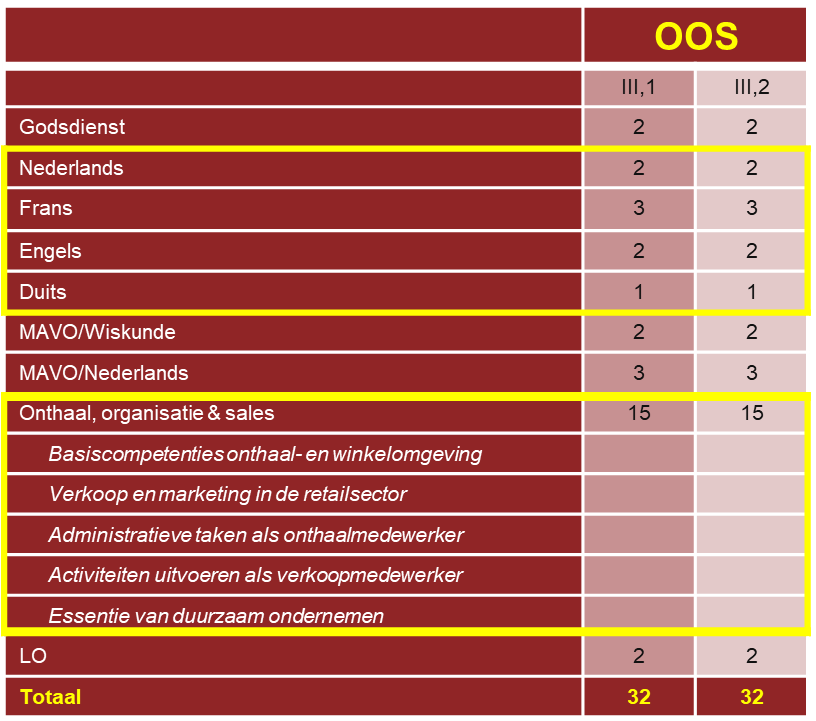 OOS
III,1 III,2
Godsdienst 2 2
Nederlands 2 2
Frans 3 3
Engels 2 2
Duits 1 1
MAVO/Wiskunde 2 2
MAVO/Nederlands 3 3
Onthaal, organisatie & sales 15 15
Basiscompetenties onthaal- en winkelomgeving
Verkoop en marketing in de retailsector
Administratieve taken als onthaalmedewerker
Activiteiten uitvoeren als verkoopmedewerker
Essentie van duurzaam ondernemen
LO 2 2
Totaal 32 32